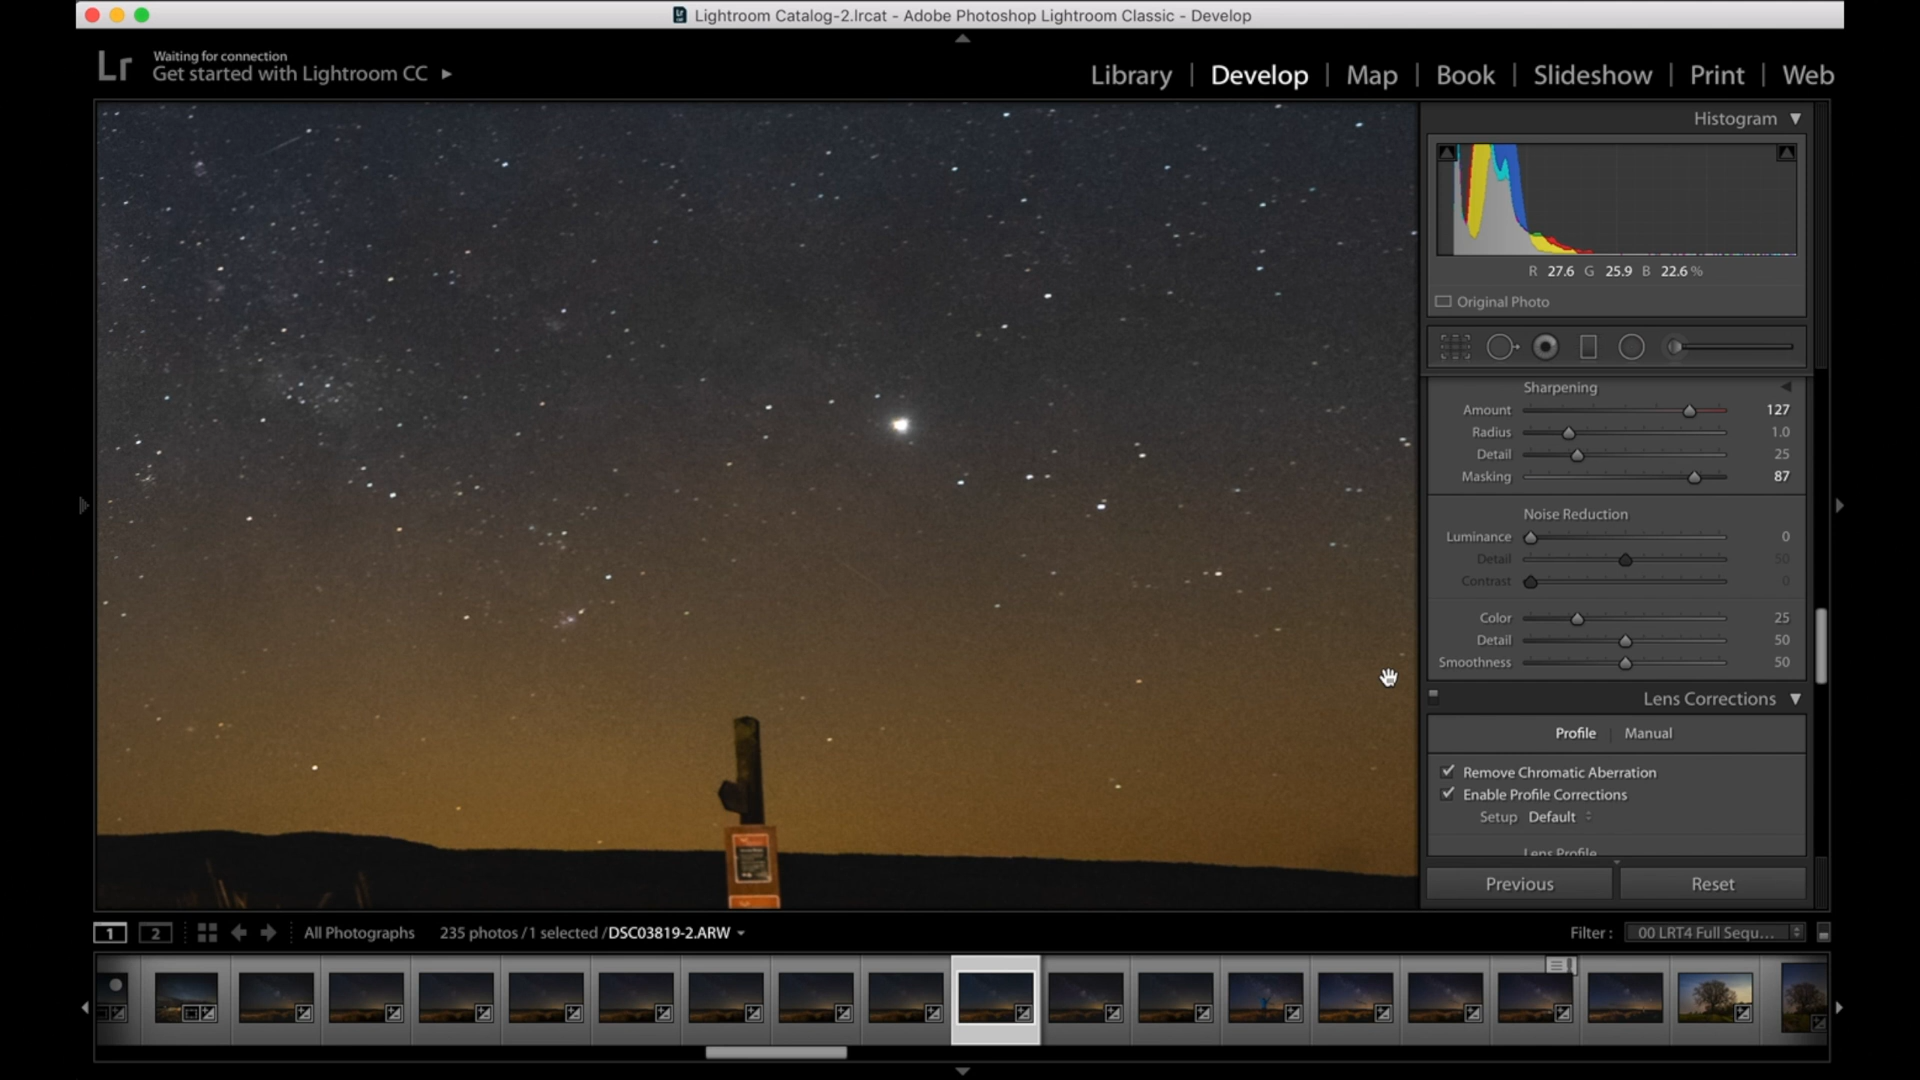 Lightroom Catalog-2.lrcat - Adobe Photoshop Lightroom Classic - Develop
Lr
Waiting for connection
Get started with Lightroom CC
Library | Develop | Map | Book | Slideshow | Print | Web
Histogram
R 27.6 G 25.9 B 22.6 %
Original Photo
Sharpening
Amount 127
Radius 1.0
Detail 25
Masking 87
Noise Reduction
Luminance 0
Detail 50
Contrast 0
Color 25
Detail 50
Smoothness 50
Lens Corrections
Profile | Manual
Remove Chromatic Aberration
Enable Profile Corrections
Setup Default
Lens Profile
Previous Reset
1 2 All Photographs 235 photos /1 selected /DSC03819-2.ARW
Filter : 00 LRT4 Full Sequ...